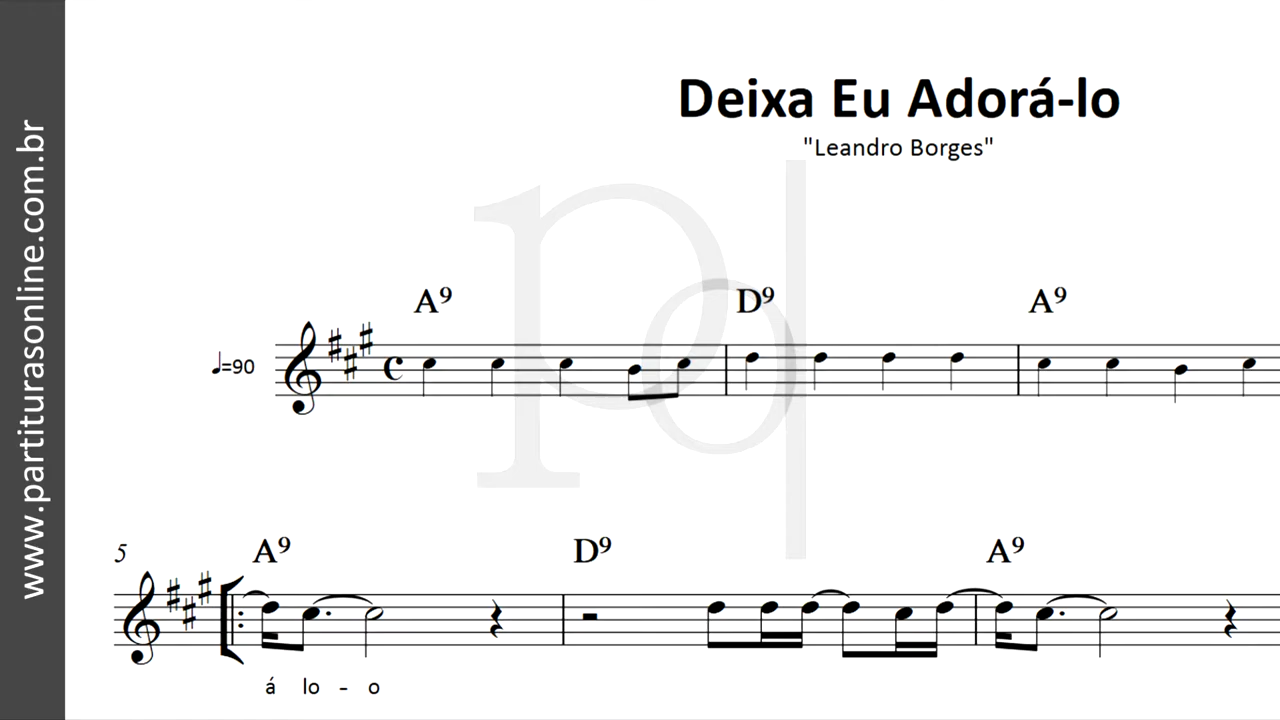 www.partiturasonline.com.br
Deixa Eu Adorá-lo
"Leandro Borges"
A9 D9 A9
♩=90
5 A9 D9 A9
á lo - o